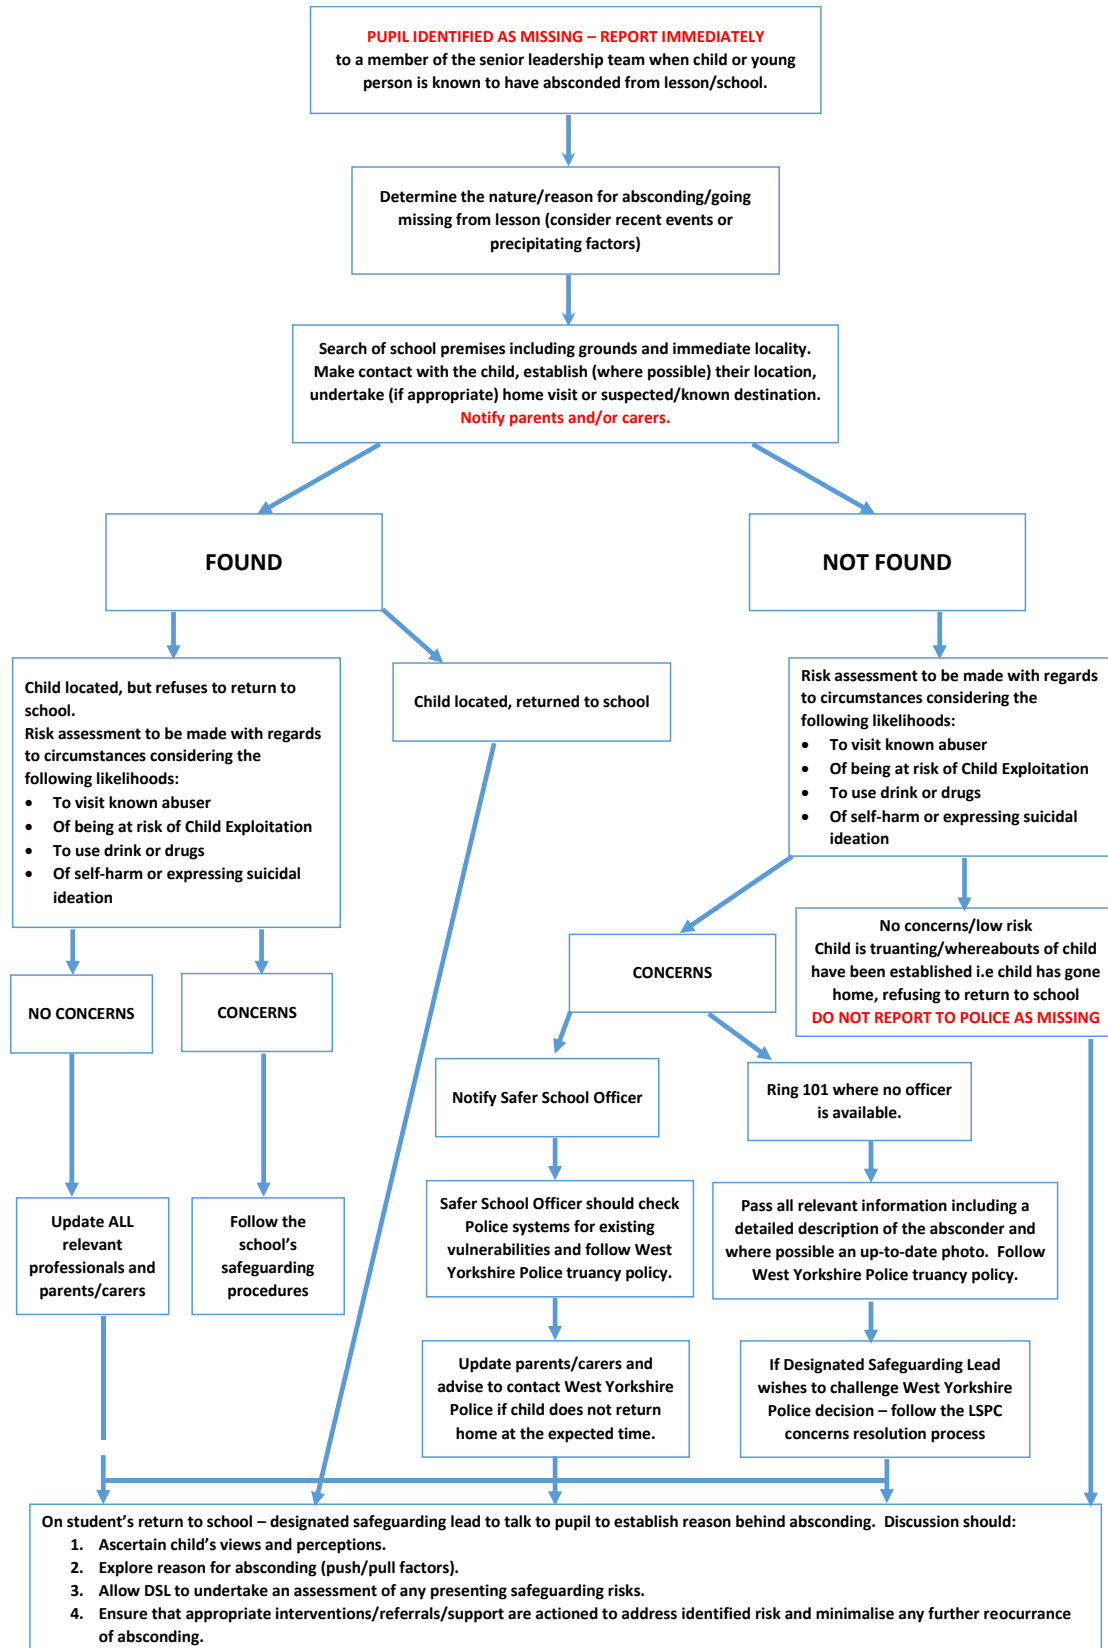 PUPIL IDENTIFIED AS MISSING – REPORT IMMEDIATELY
to a member of the senior leadership team when child or young
person is known to have absconded from lesson/school.
Determine the nature/reason for absconding/going
missing from lesson (consider recent events or
precipitating factors)
Search of school premises including grounds and immediate locality.
Make contact with the child, establish (where possible) their location,
undertake (if appropriate) home visit or suspected/known destination.
Notify parents and/or carers.
FOUND
NOT FOUND
Child located, but refuses to return to
school.
Risk assessment to be made with regards
to circumstances considering the
following likelihoods:
• To visit known abuser
• Of being at risk of Child Exploitation
• To use drink or drugs
• Of self-harm or expressing suicidal
ideation
Child located, returned to school
Risk assessment to be made with regards
to circumstances considering the
following likelihoods:
• To visit known abuser
• Of being at risk of Child Exploitation
• To use drink or drugs
• Of self-harm or expressing suicidal
ideation
NO CONCERNS
CONCERNS
CONCERNS
No concerns/low risk
Child is truanting/whereabouts of child
have been established i.e child has gone
home, refusing to return to school
DO NOT REPORT TO POLICE AS MISSING
Notify Safer School Officer
Ring 101 where no officer
is available.
Update ALL
relevant
professionals and
parents/carers
Follow the
school's
safeguarding
procedures
Safer School Officer should check
Police systems for existing
vulnerabilities and follow West
Yorkshire Police truancy policy.
Pass all relevant information including a
detailed description of the absconder and
where possible an up-to-date photo. Follow
West Yorkshire Police truancy policy.
Update parents/carers and
advise to contact West Yorkshire
Police if child does not return
home at the expected time.
If Designated Safeguarding Lead
wishes to challenge West Yorkshire
Police decision – follow the LSPC
concerns resolution process
On student's return to school – designated safeguarding lead to talk to pupil to establish reason behind absconding. Discussion should:
1. Ascertain child's views and perceptions.
2. Explore reason for absconding (push/pull factors).
3. Allow DSL to undertake an assessment of any presenting safeguarding risks.
4. Ensure that appropriate interventions/referrals/support are actioned to address identified risk and minimalise any further reocurrance
of absconding.